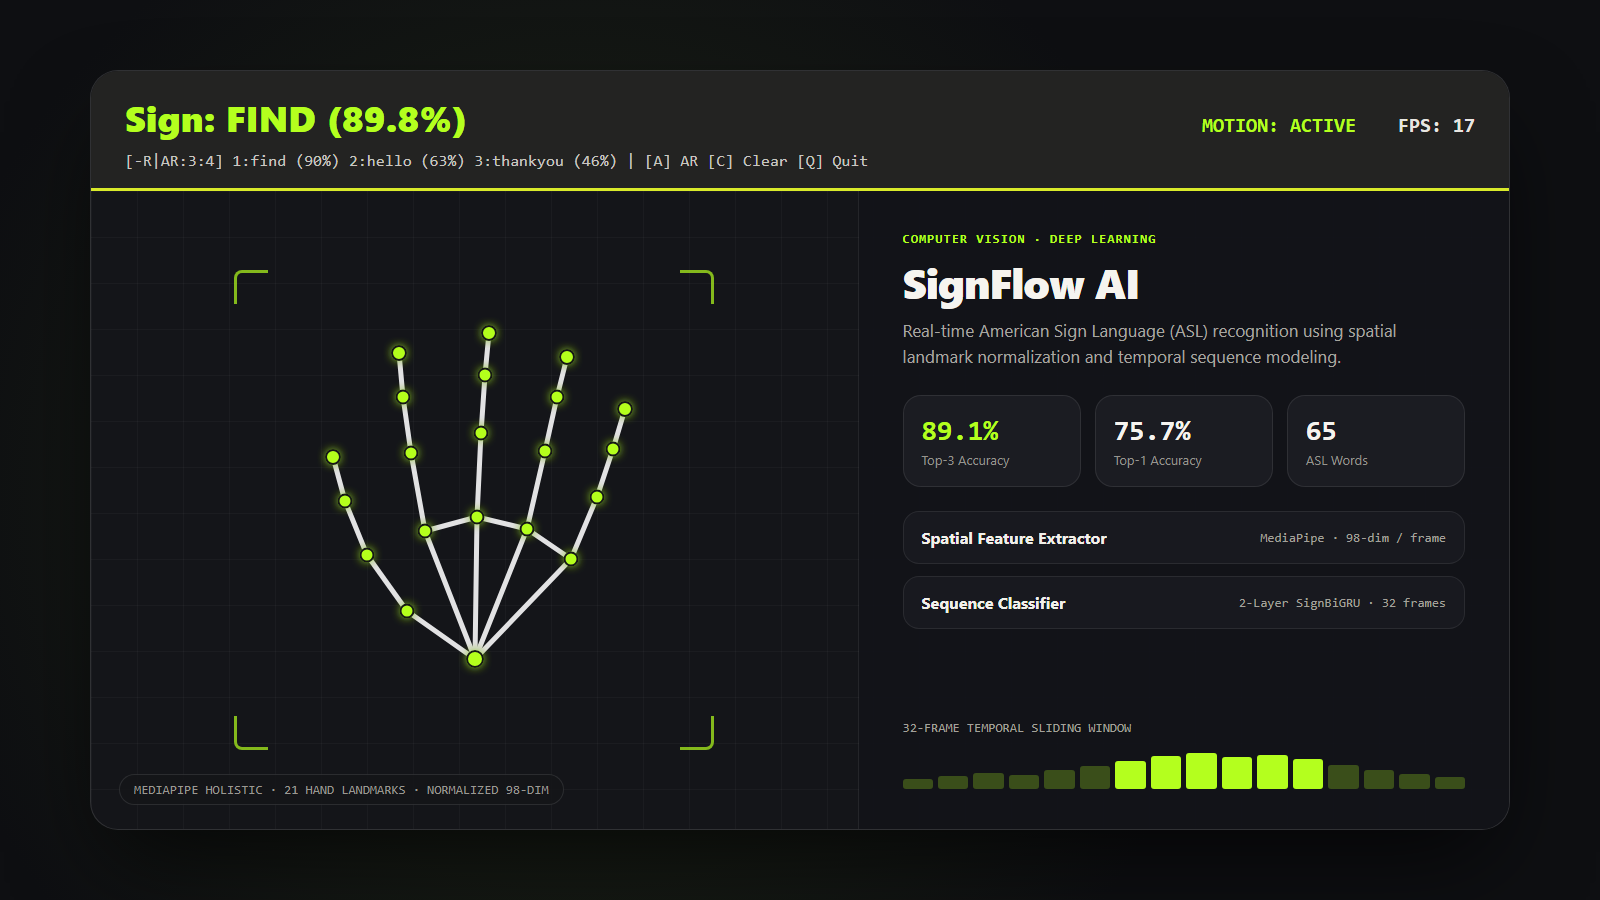 Sign: FIND (89.8%)
MOTION: ACTIVE FPS: 17
[-R|AR:3:4] 1:find (90%) 2:hello (63%) 3:thankyou (46%) | [A] AR [C] Clear [Q] Quit
COMPUTER VISION · DEEP LEARNING
SignFlow AI
Real-time American Sign Language (ASL) recognition using spatial
landmark normalization and temporal sequence modeling.
89.1%
Top-3 Accuracy
75.7%
Top-1 Accuracy
65
ASL Words
Spatial Feature Extractor MediaPipe · 98-dim / frame
Sequence Classifier 2-Layer SignBiGRU · 32 frames
32-FRAME TEMPORAL SLIDING WINDOW
MEDIAPIPE HOLISTIC · 21 HAND LANDMARKS · NORMALIZED 98-DIM